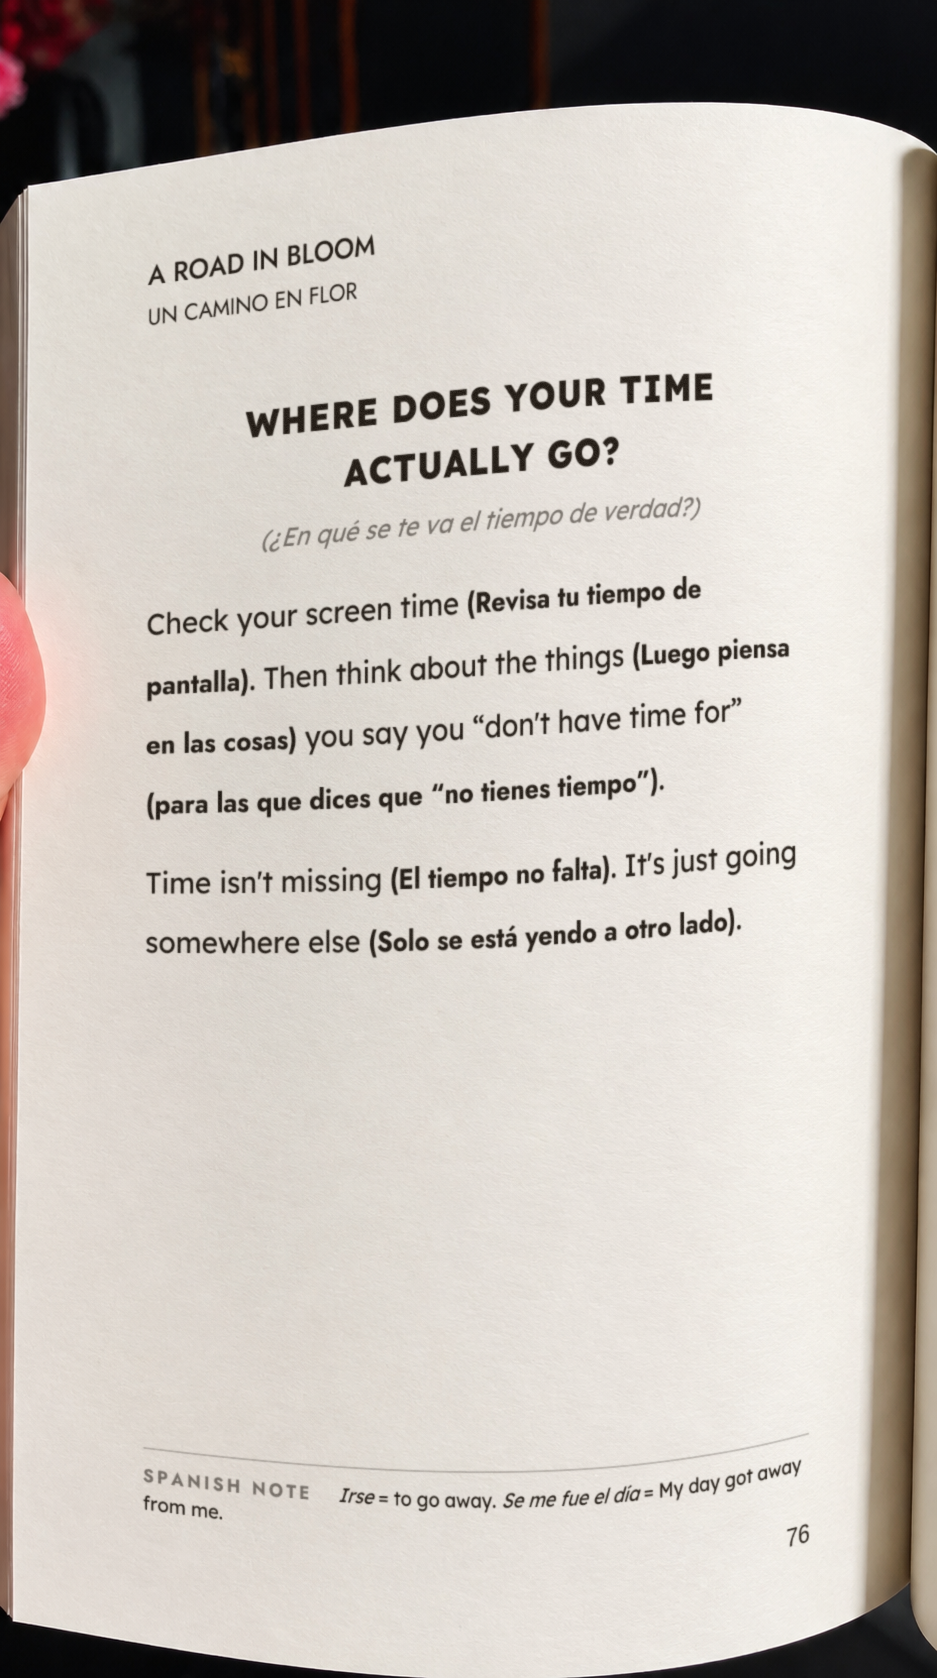 A ROAD IN BLOOM
UN CAMINO EN FLOR
WHERE DOES YOUR TIME
ACTUALLY GO?
(¿En qué se te va el tiempo de verdad?)
Check your screen time (Revisa tu tiempo de
pantalla). Then think about the things (Luego piensa
en las cosas) you say you “don’t have time for”
(para las que dices que “no tienes tiempo”).
Time isn’t missing (El tiempo no falta). It’s just going
somewhere else (Solo se está yendo a otro lado).
SPANISH NOTE Irse = to go away. Se me fue el día = My day got away
from me.
76